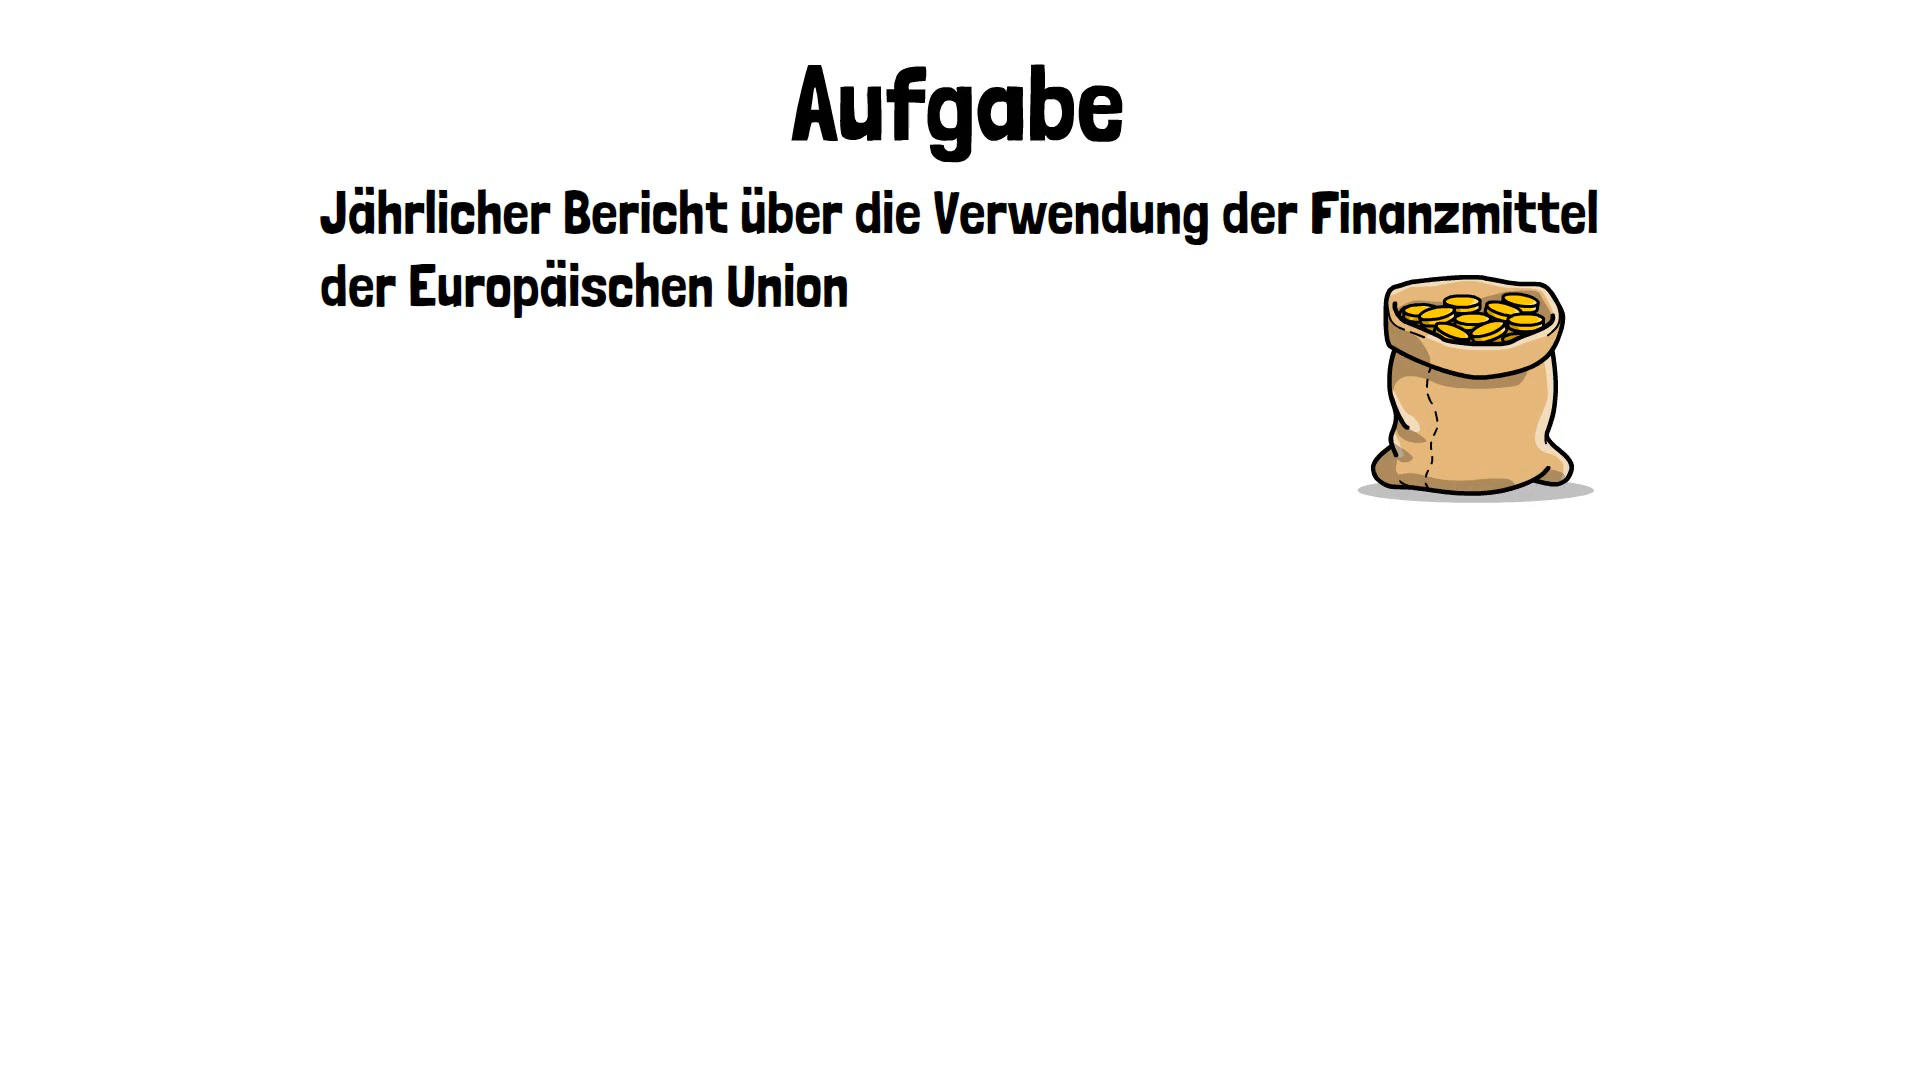 Aufgabe
Jährlicher Bericht über die Verwendung der Finanzmittel
der Europäischen Union